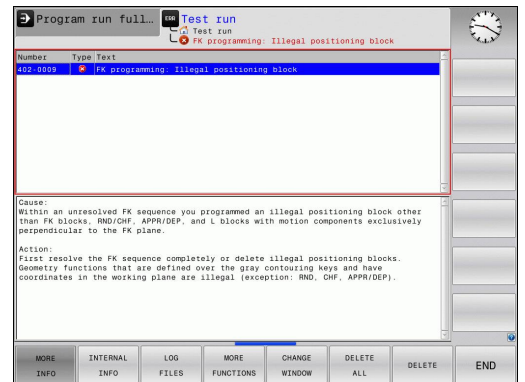 Program run full...
ERR Test run
Test run
FK programming: Illegal positioning block
Number Type Text
402-0009 FK programming: Illegal positioning block
Cause:
Within an unresolved FK sequence you programmed an illegal positioning block other
than FK blocks, RND/CHF, APPR/DEP, and L blocks with motion components exclusively
perpendicular to the FK plane.
Action:
First resolve the FK sequence completely or delete illegal positioning blocks.
Geometry functions that are defined over the gray contouring keys and have
coordinates in the working plane are illegal (exception: RND, CHF, APPR/DEP).
MORE INFO
INTERNAL INFO
LOG FILES
MORE FUNCTIONS
CHANGE WINDOW
DELETE ALL
DELETE
END